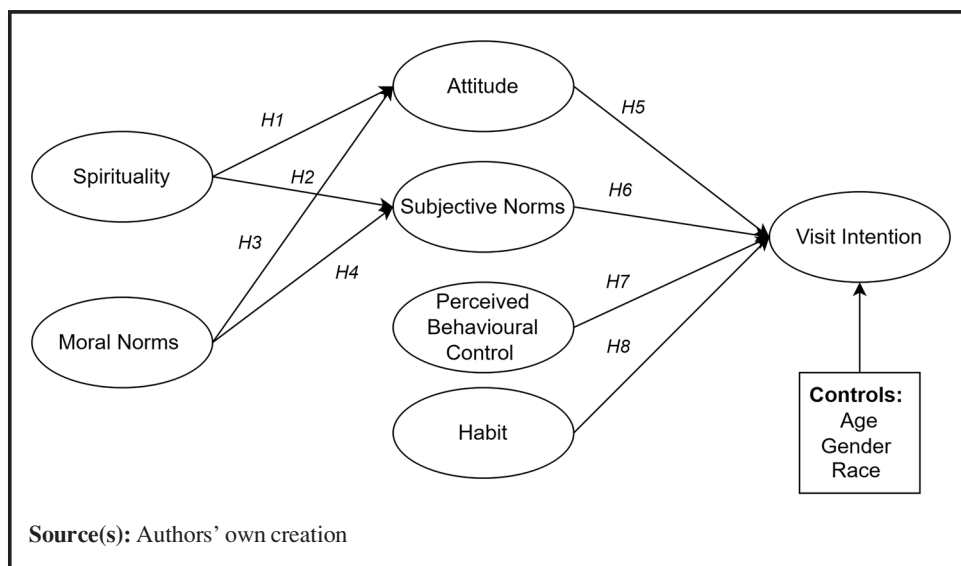 Attitude
H5
H1
Spirituality
H2
Subjective Norms
H6
Visit Intention
H3
H4
H7
Perceived
Behavioural
Control
Moral Norms
H8
Controls:
Age
Gender
Race
Habit
Source(s): Authors' own creation